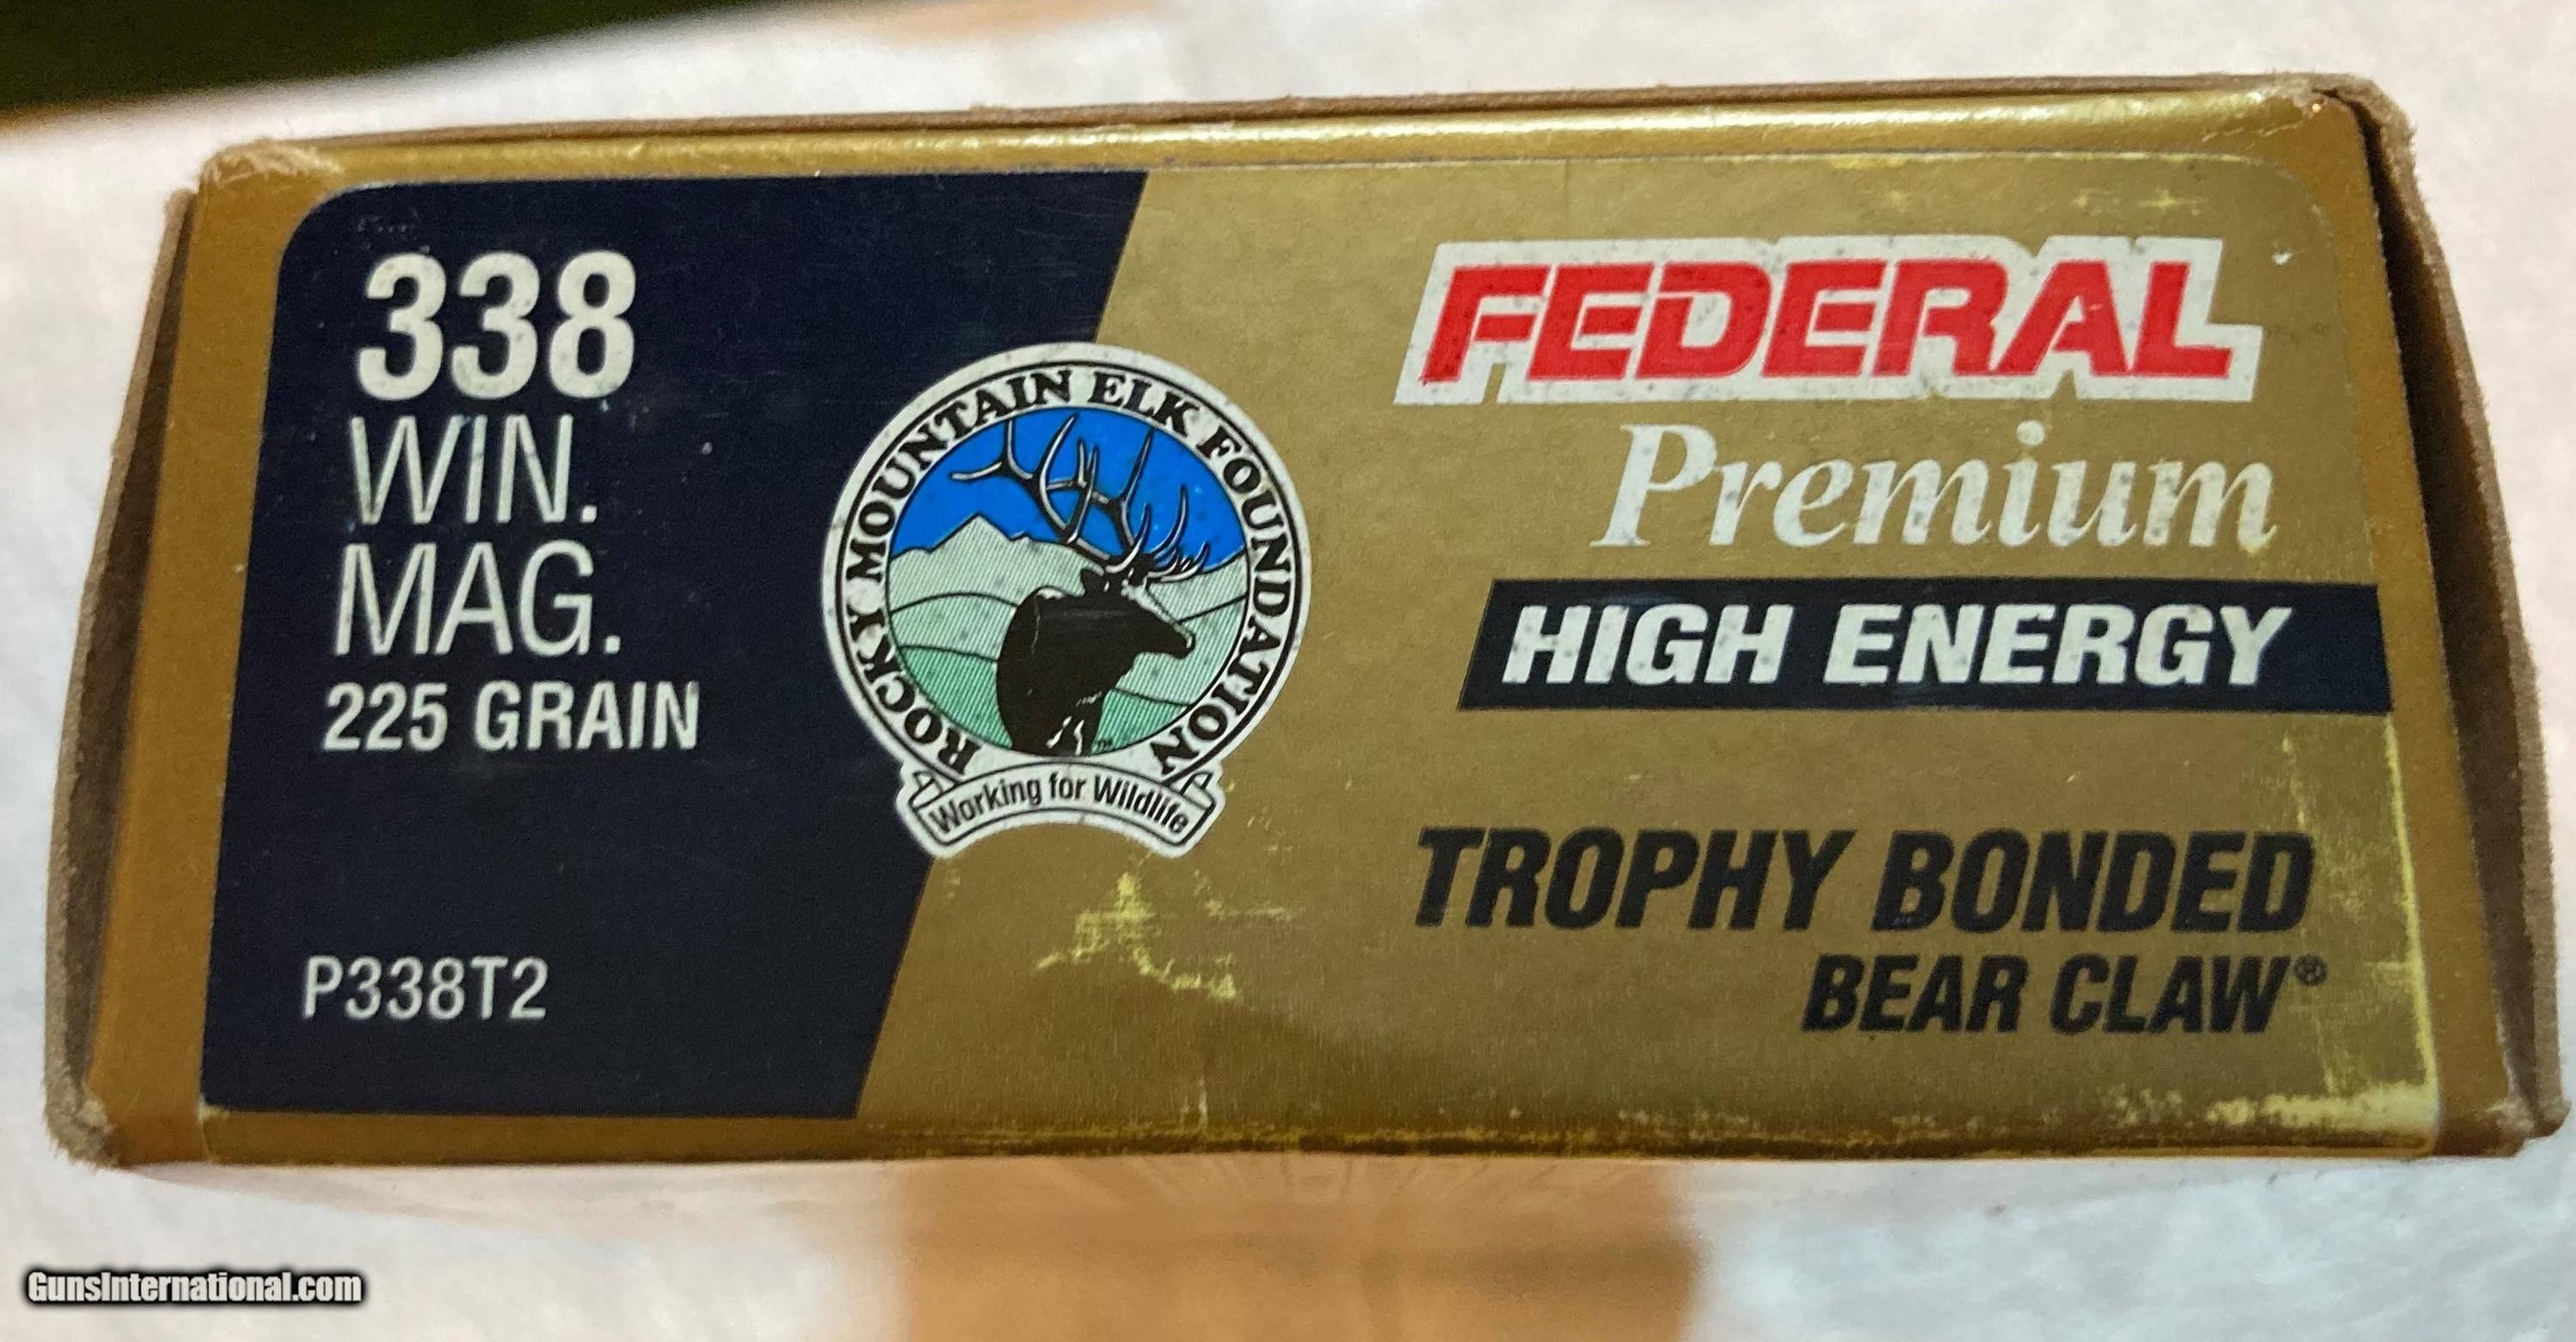 338
WIN.
MAG.
225 GRAIN
P338T2
ROCKY MOUNTAIN ELK FOUNDATION
TM
Working for Wildlife
FEDERAL
Premium
HIGH ENERGY
TROPHY BONDED
BEAR CLAW®
GunsInternational.com